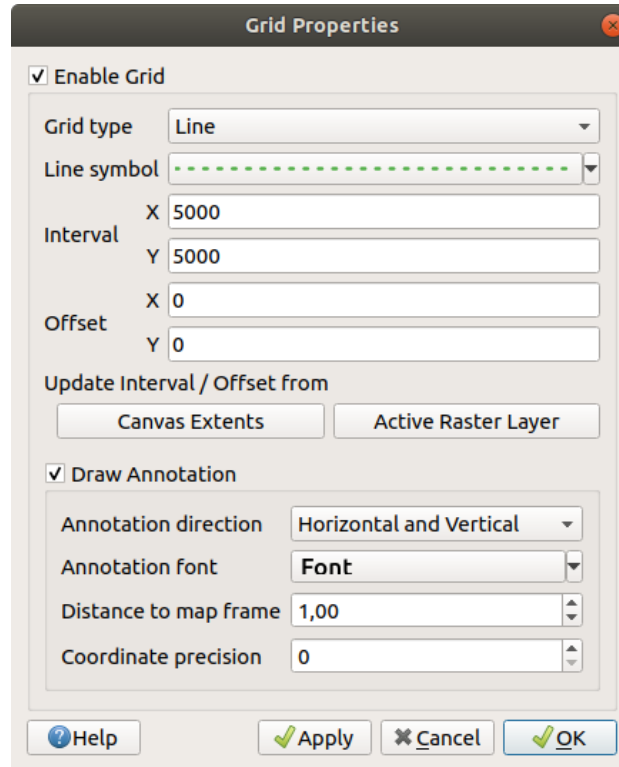 Grid Properties
Enable Grid
Grid type Line
Line symbol
Interval
X 5000
Y 5000
Offset
X 0
Y 0
Update Interval / Offset from
Canvas Extents Active Raster Layer
Draw Annotation
Annotation direction Horizontal and Vertical
Annotation font Font
Distance to map frame 1,00
Coordinate precision 0
Help Apply Cancel OK